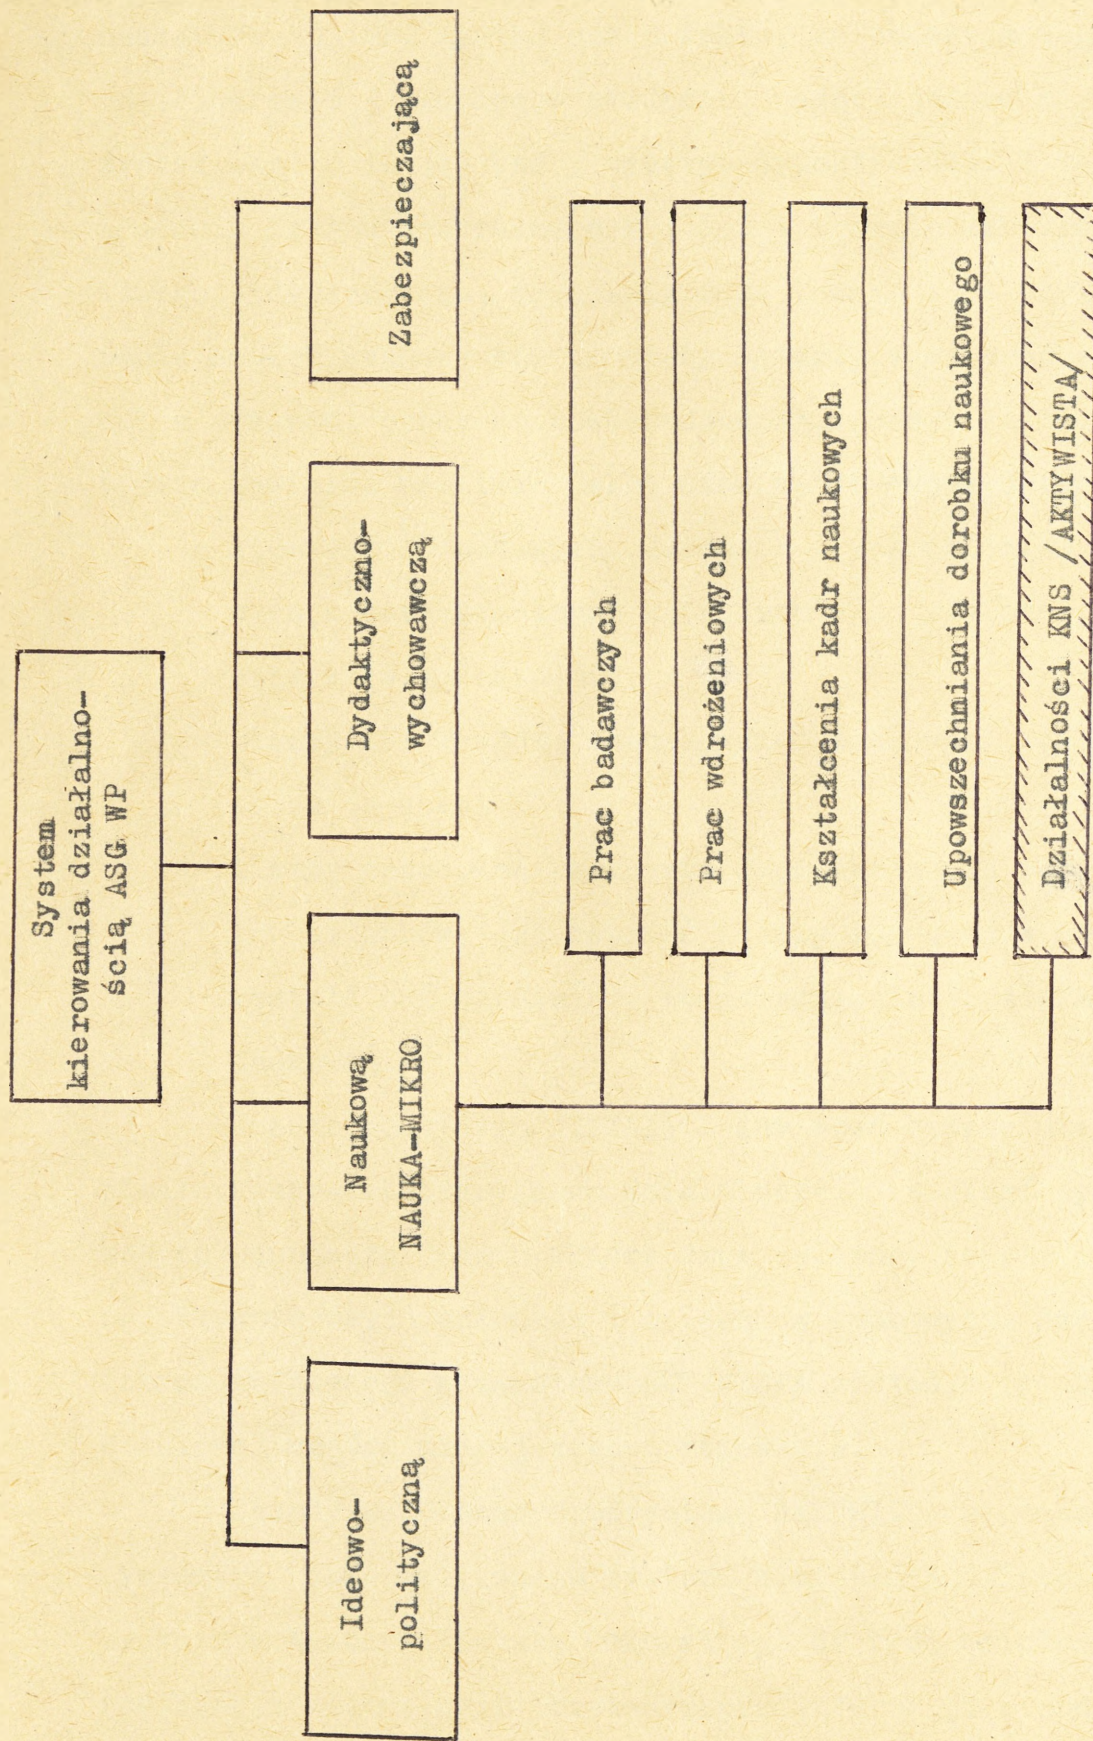 System
kierowania działalno-
ścią ASG WP
Ideowo-
polityczną
Naukową
NAUKA-MIKRO
Dydaktyczno-
wychowawczą
Zabezpieczającą
Prac badawczych
Prac wdrożeniowych
Kształcenia kadr naukowych
Upowszechniania dorobku naukowego
Działalności KNS /AKTYWISTA/